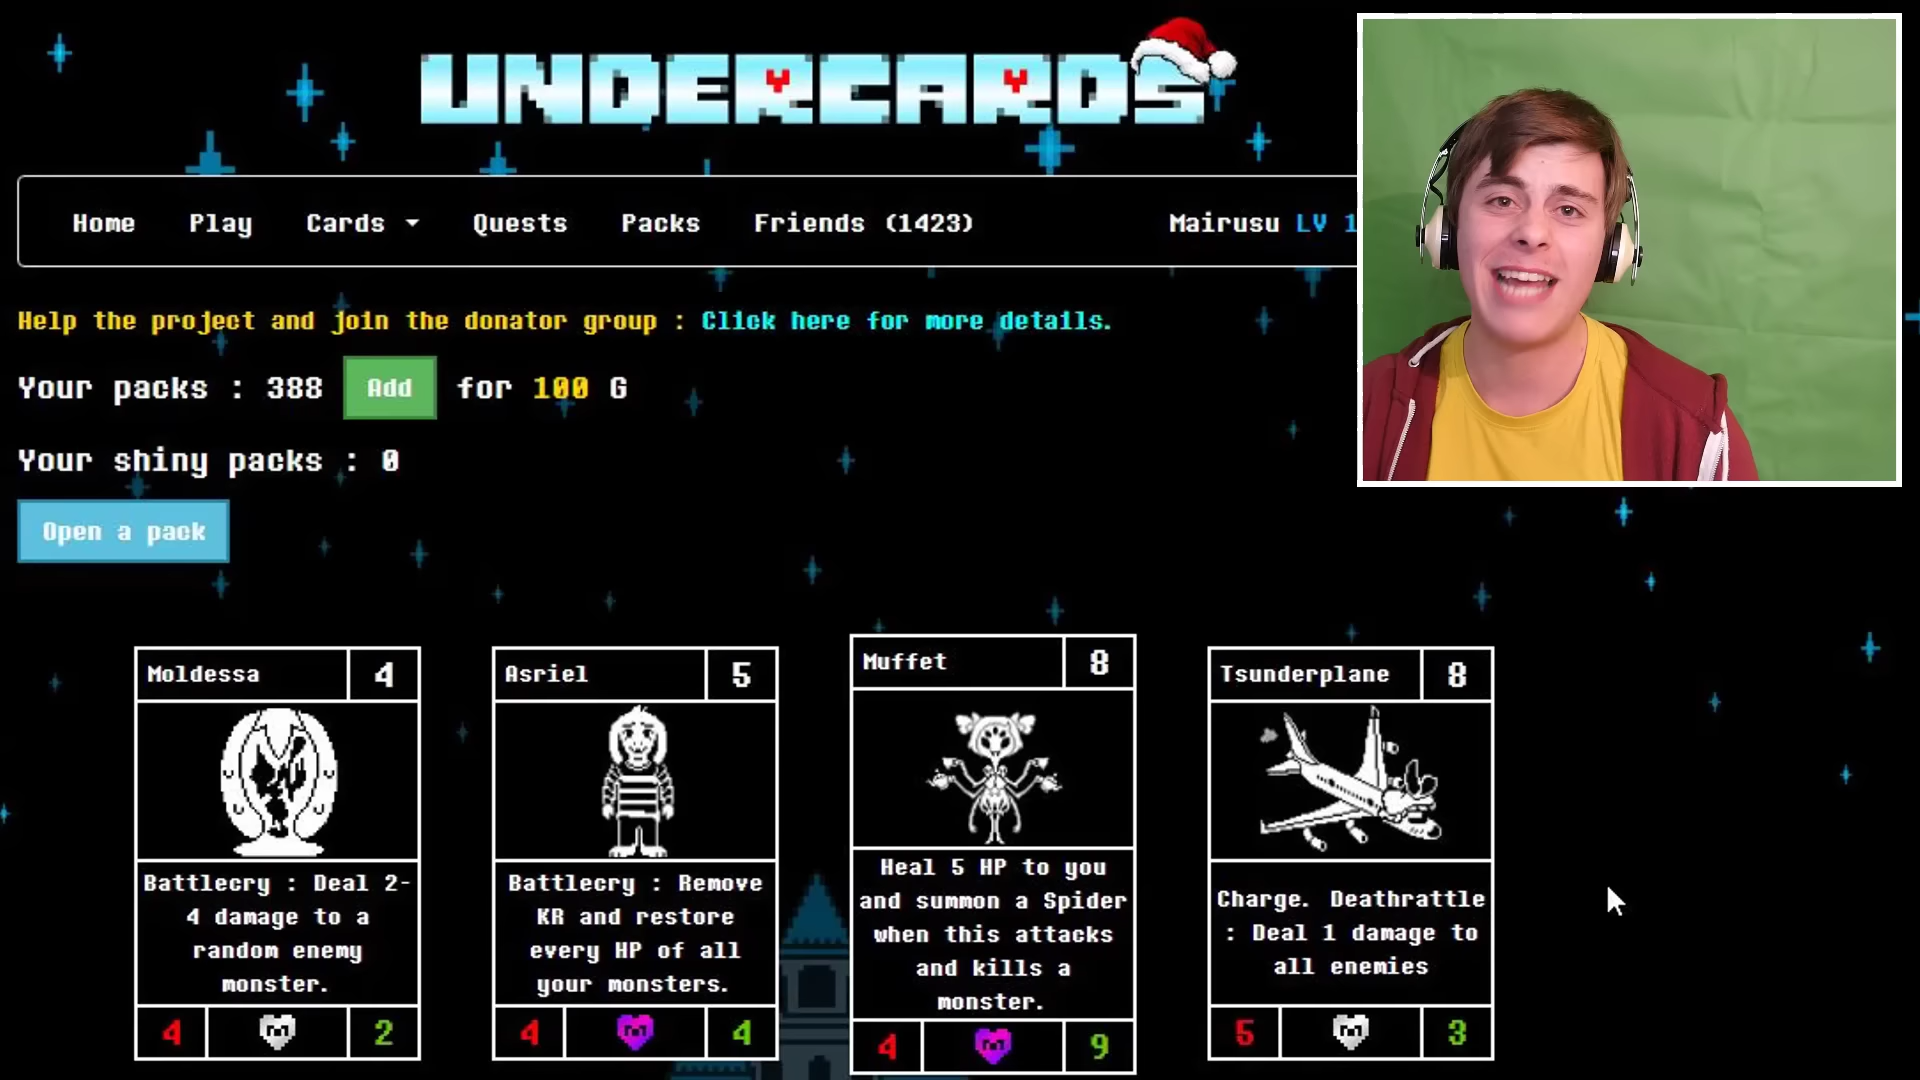 UNDERCARDS
Home Play Cards Quests Packs Friends (1423) Mairusu LV 1
Help the project and join the donator group : Click here for more details.
Your packs : 388 Add for 100 G
Your shiny packs : 0
Open a pack
Moldessa 4
Battlecry : Deal 2-
4 damage to a
random enemy
monster.
4 2
Asriel 5
Battlecry : Remove
KR and restore
every HP of all
your monsters.
4 4
Muffet 8
Heal 5 HP to you
and summon a Spider
when this attacks
and kills a
monster.
4 9
Tsunderplane 8
Charge. Deathrattle
: Deal 1 damage to
all enemies
5 3